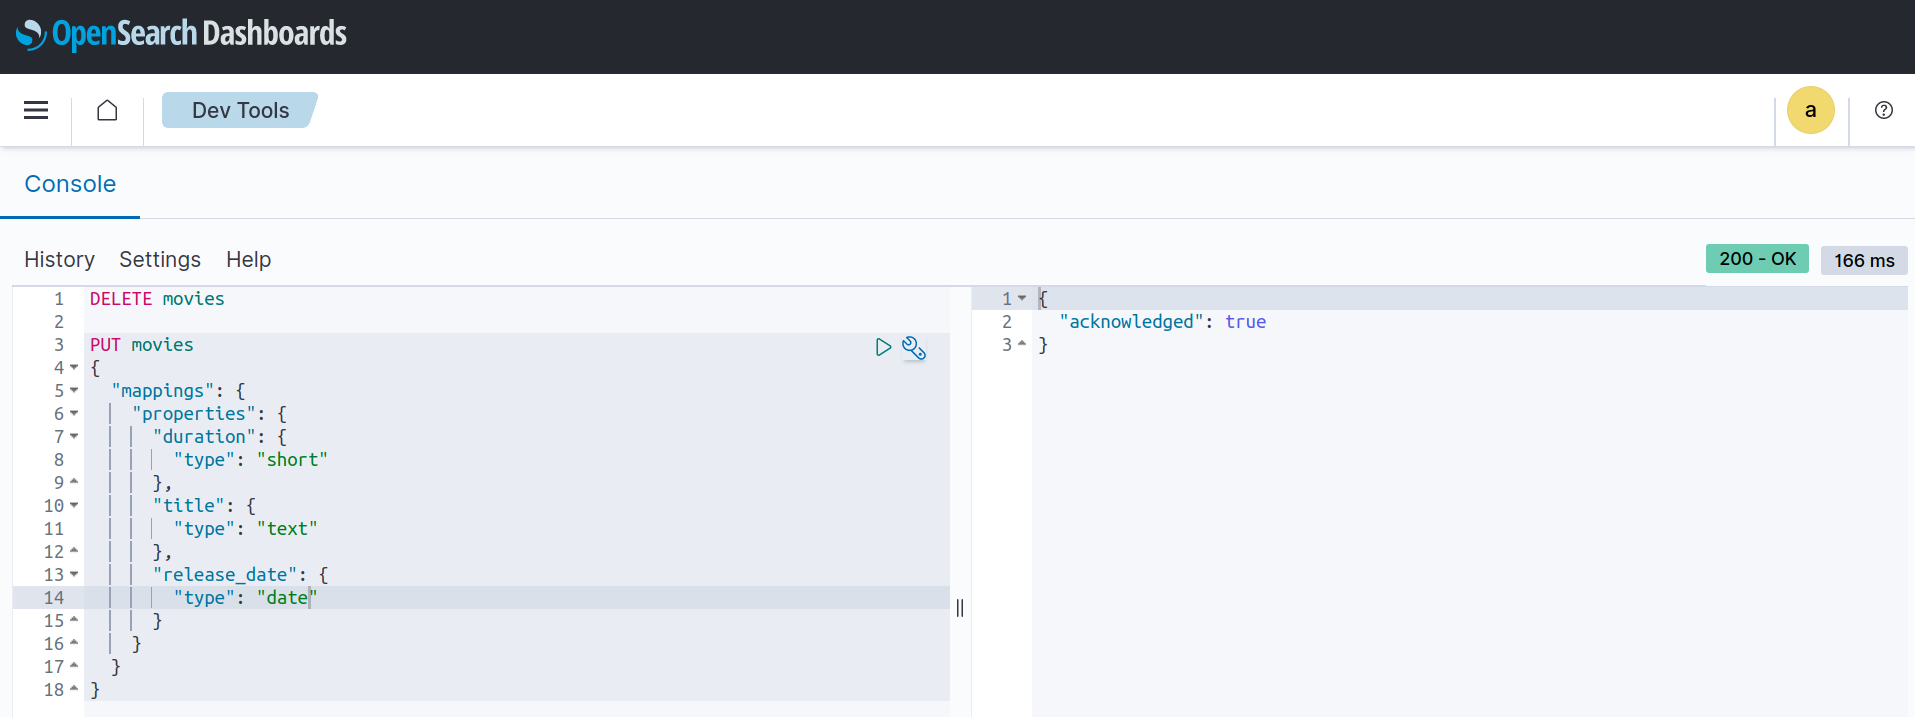 OpenSearch Dashboards
Dev Tools
a
Console
History Settings Help
200 - OK 166 ms
1 DELETE movies
2
3 PUT movies
4 {
5   "mappings": {
6     "properties": {
7       "duration": {
8         "type": "short"
9       },
10       "title": {
11         "type": "text"
12       },
13       "release_date": {
14         "type": "date"
15       }
16     }
17   }
18 }
1 {
2   "acknowledged": true
3 }